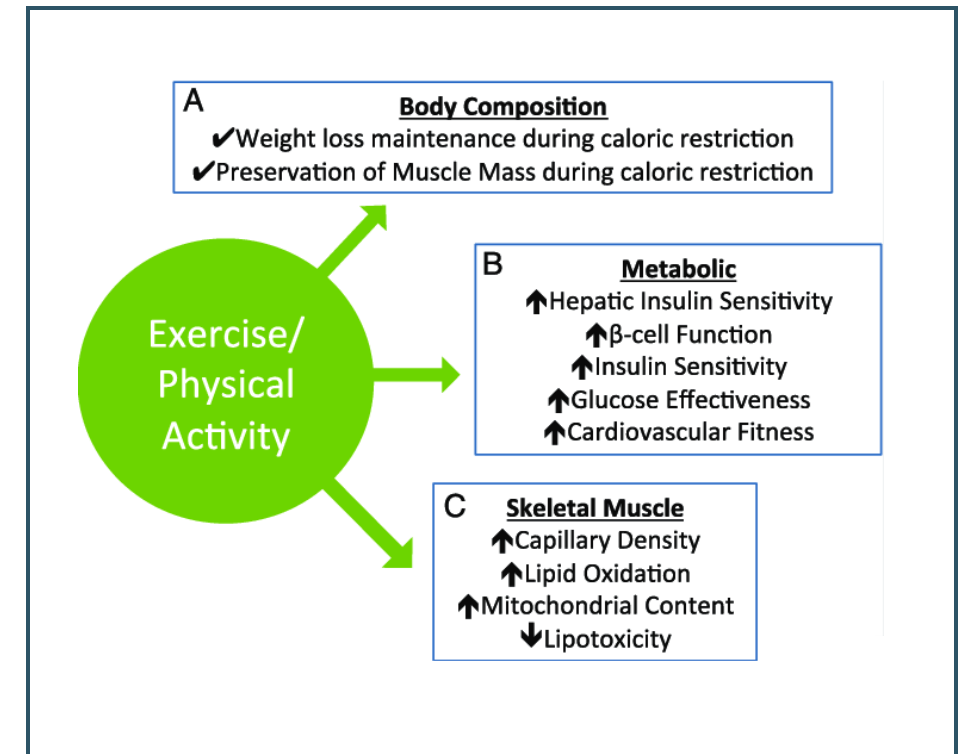 A
Body Composition
✔Weight loss maintenance during caloric restriction
✔Preservation of Muscle Mass during caloric restriction
Exercise/
Physical
Activity
B
Metabolic
↑Hepatic Insulin Sensitivity
↑β-cell Function
↑Insulin Sensitivity
↑Glucose Effectiveness
↑Cardiovascular Fitness
C
Skeletal Muscle
↑Capillary Density
↑Lipid Oxidation
↑Mitochondrial Content
↓Lipotoxicity